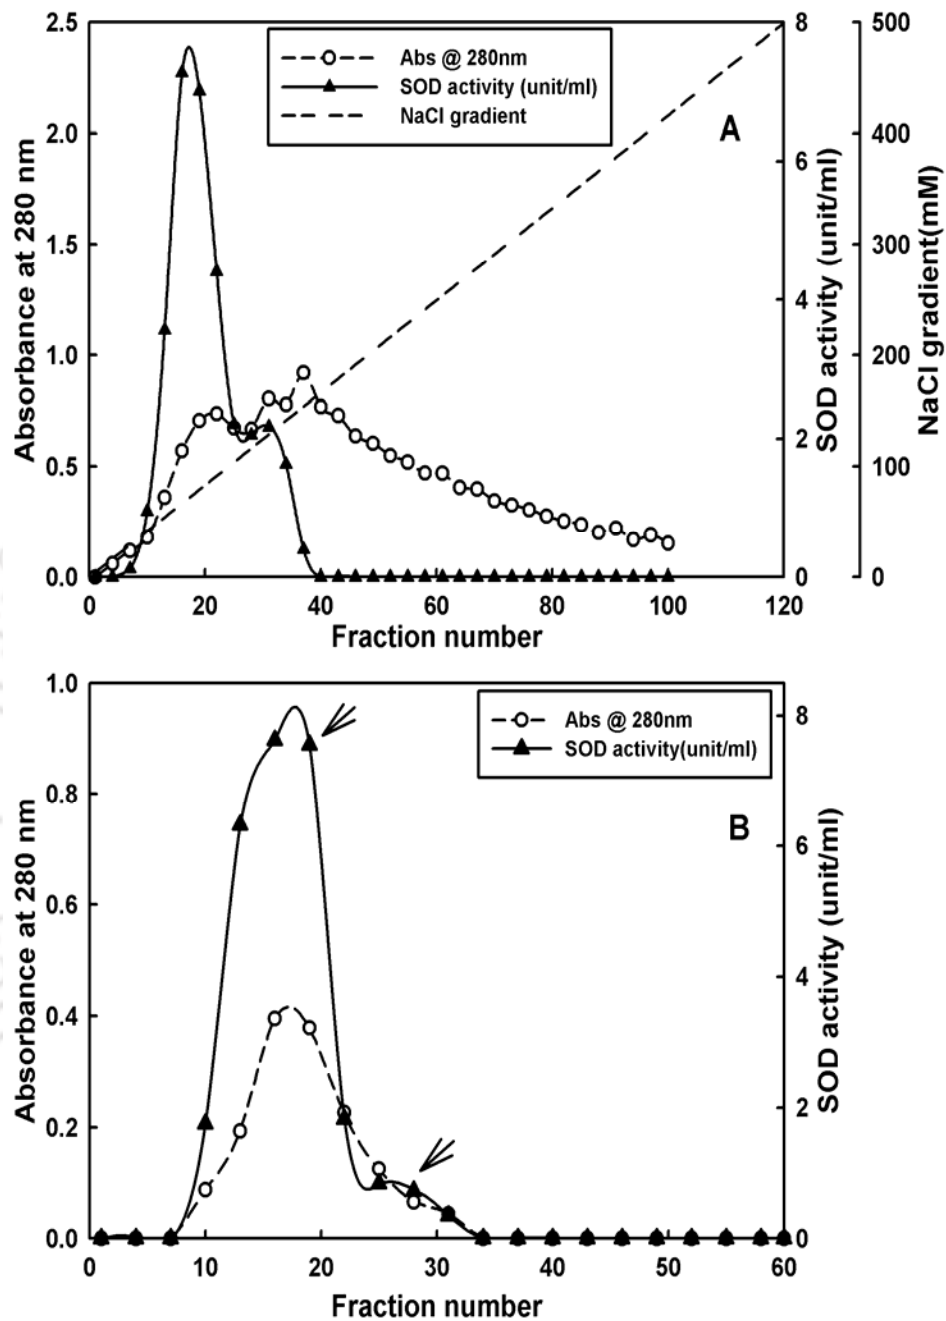 Abs @ 280nm
SOD activity (unit/ml)
NaCl gradient
A
Absorbance at 280 nm
2.5
2.0
1.5
1.0
0.5
0.0
8
6
4
2
0
SOD activity (unit/ml)
500
400
300
200
100
0
NaCl gradient(mM)
0 20 40 60 80 100 120
Fraction number
Abs @ 280nm
SOD activity(unit/ml)
B
Absorbance at 280 nm
1.0
0.8
0.6
0.4
0.2
0.0
8
6
4
2
0
SOD activity (unit/ml)
0 10 20 30 40 50 60
Fraction number